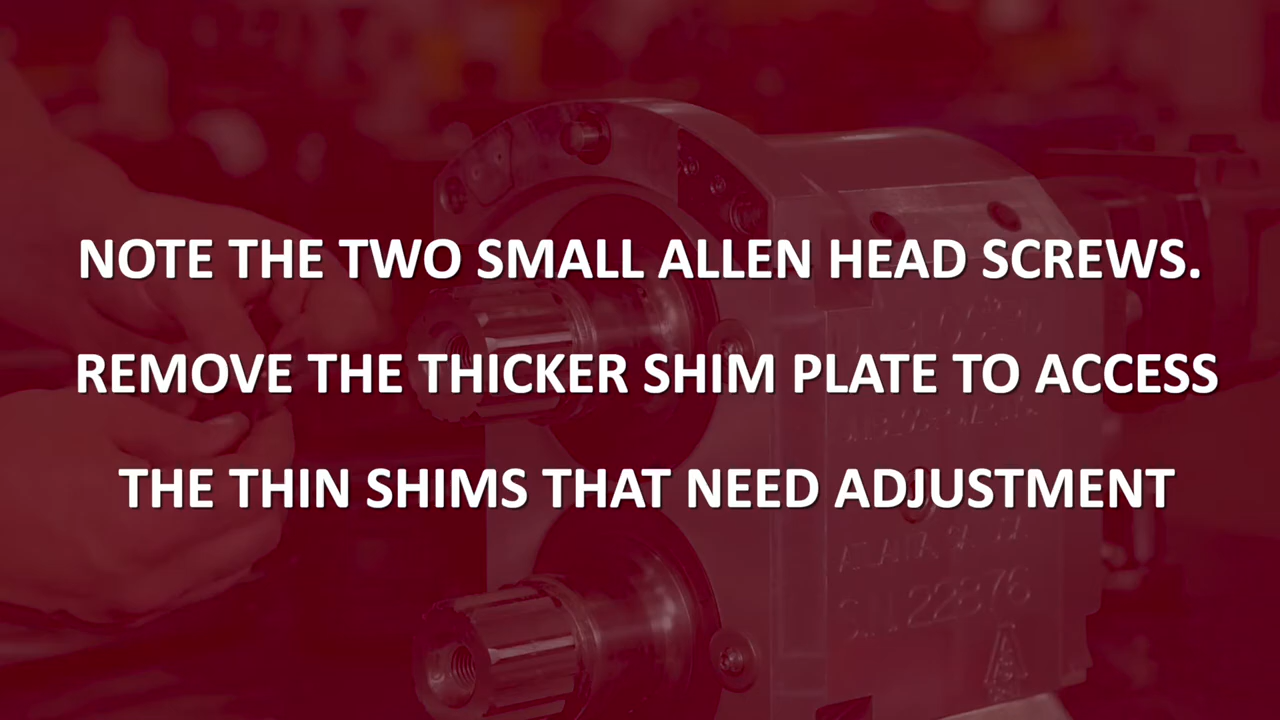 NOTE THE TWO SMALL ALLEN HEAD SCREWS.
REMOVE THE THICKER SHIM PLATE TO ACCESS
THE THIN SHIMS THAT NEED ADJUSTMENT
22876